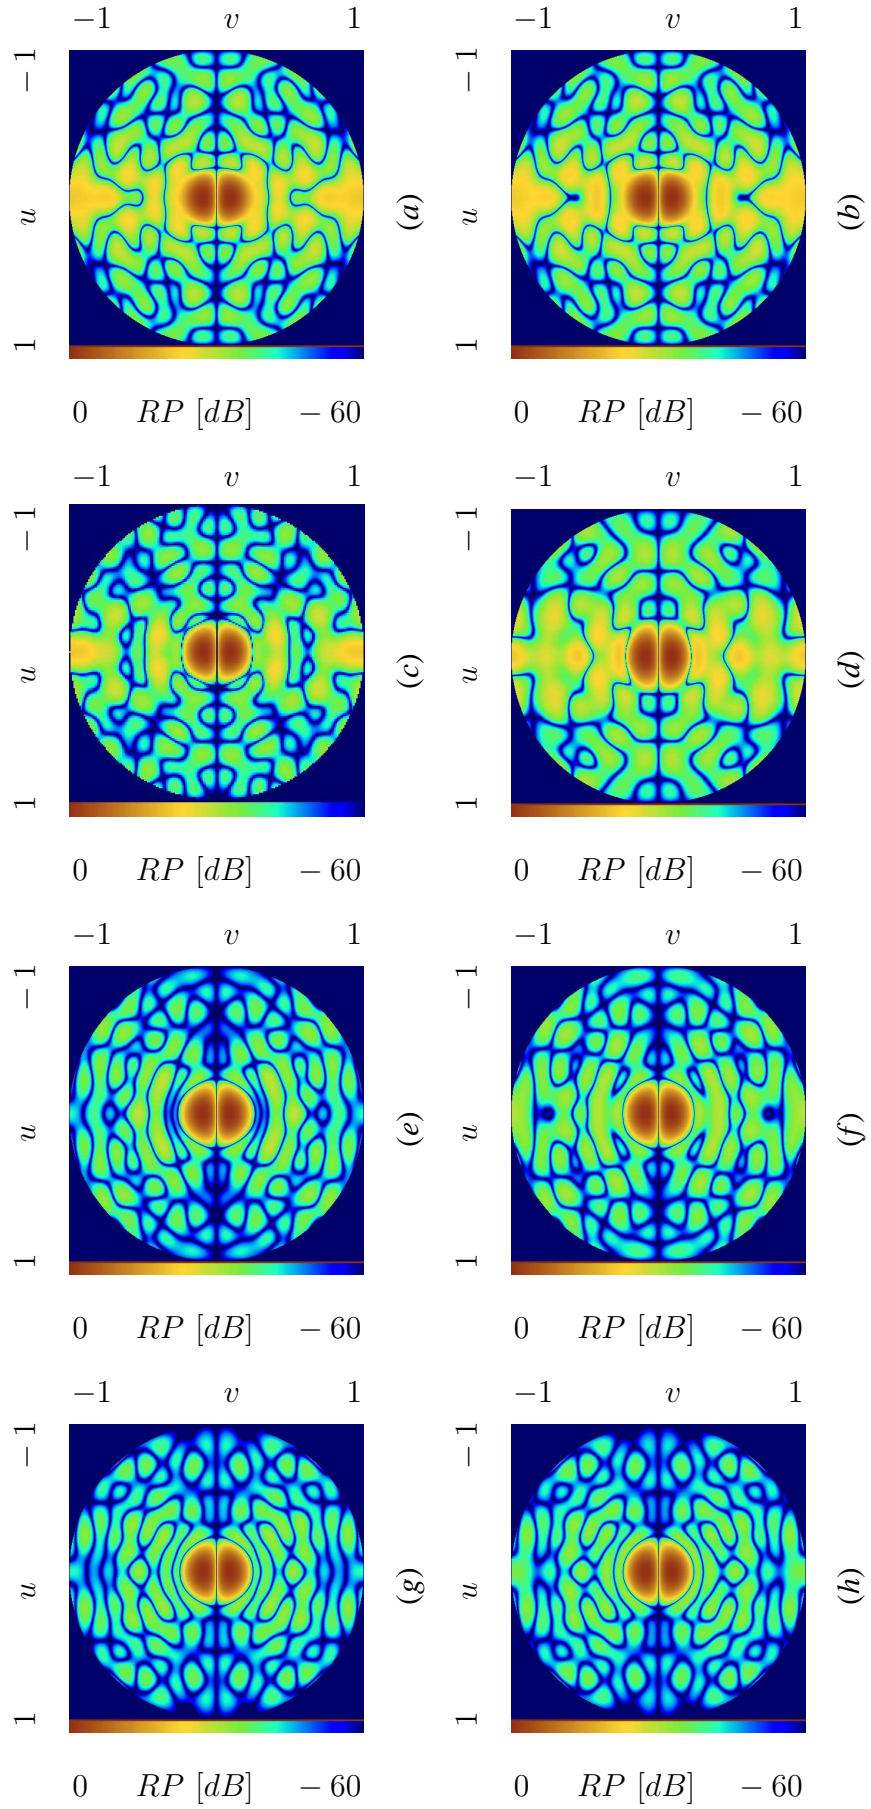 −1 v 1 −1 v 1
−1 −1
u (a) u (b)
1 1
0 RP [dB] − 60 0 RP [dB] − 60
−1 v 1 −1 v 1
−1 −1
u (c) u (d)
1 1
0 RP [dB] − 60 0 RP [dB] − 60
−1 v 1 −1 v 1
−1 −1
u (e) u (f)
1 1
0 RP [dB] − 60 0 RP [dB] − 60
−1 v 1 −1 v 1
−1 −1
u (g) u (h)
1 1
0 RP [dB] − 60 0 RP [dB] − 60